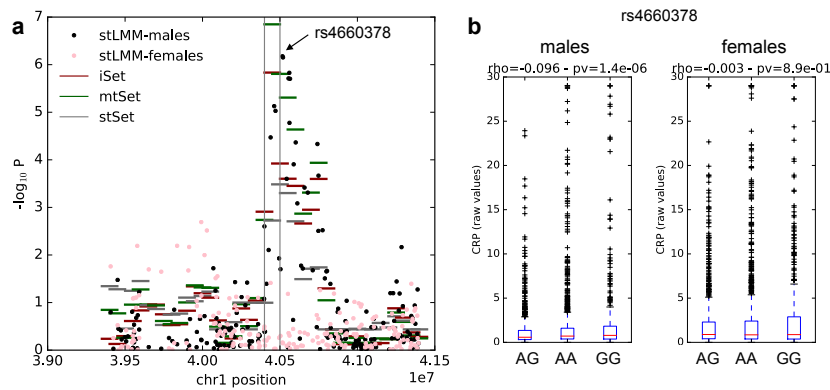 a
rs4660378
stLMM-males
stLMM-females
iSet
mtSet
stSet
-log10 P
7
6
5
4
3
2
1
0
3.90
3.95
4.00
4.05
4.10
4.15
1e7
chr1 position
b
rs4660378
males
females
rho=-0.096 - pv=1.4e-06
rho=-0.003 - pv=8.9e-01
CRP (raw values)
30
25
20
15
10
5
0
AG AA GG
CRP (raw values)
30
25
20
15
10
5
0
AG AA GG